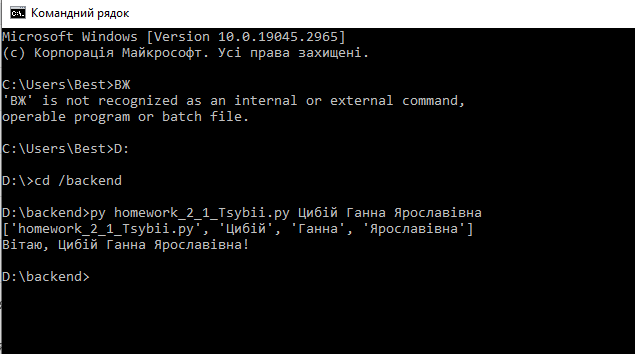 Командний рядок
Microsoft Windows [Version 10.0.19045.2965]
(c) Корпорація Майкрософт. Усі права захищені.
C:\Users\Best>ВЖ
'ВЖ' is not recognized as an internal or external command,
operable program or batch file.
C:\Users\Best>D:
D:\>cd /backend
D:\backend>py homework_2_1_Tsybii.py Цибій Ганна Ярославівна
['homework_2_1_Tsybii.py', 'Цибій', 'Ганна', 'Ярославівна']
Вітаю, Цибій Ганна Ярославівна!
D:\backend>